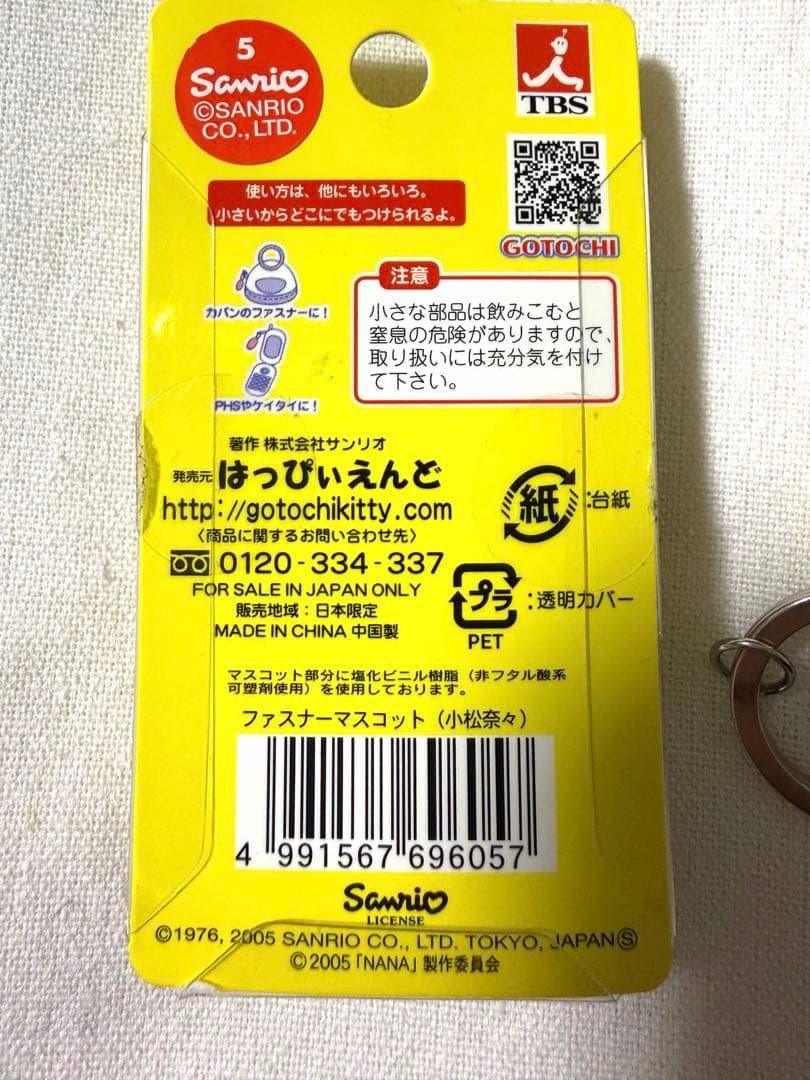 5
Sanrio
©SANRIO
CO., LTD.
TBS
使い方は、他にもいろいろ。
小さいからどこにでもつけられるよ。
GOTOCHI
カバンのファスナーに!
PHSやケイタイに!
注意
小さな部品は飲みこむと
窒息の危険がありますので、
取り扱いには充分気を付け
て下さい。
著作 株式会社サンリオ
発売元 はっぴぃえんど
http://gotochikitty.com
〈商品に関するお問い合わせ先〉
0120-334-337
FOR SALE IN JAPAN ONLY
販売地域:日本限定
MADE IN CHINA 中国製
紙:台紙
プラ:透明カバー
PET
マスコット部分に塩化ビニル樹脂(非フタル酸系
可塑剤使用)を使用しております。
ファスナーマスコット(小松奈々)
4 991567 696057
Sanrio
LICENSE
©1976, 2005 SANRIO CO., LTD. TOKYO, JAPAN Ⓢ
©2005「NANA」製作委員会